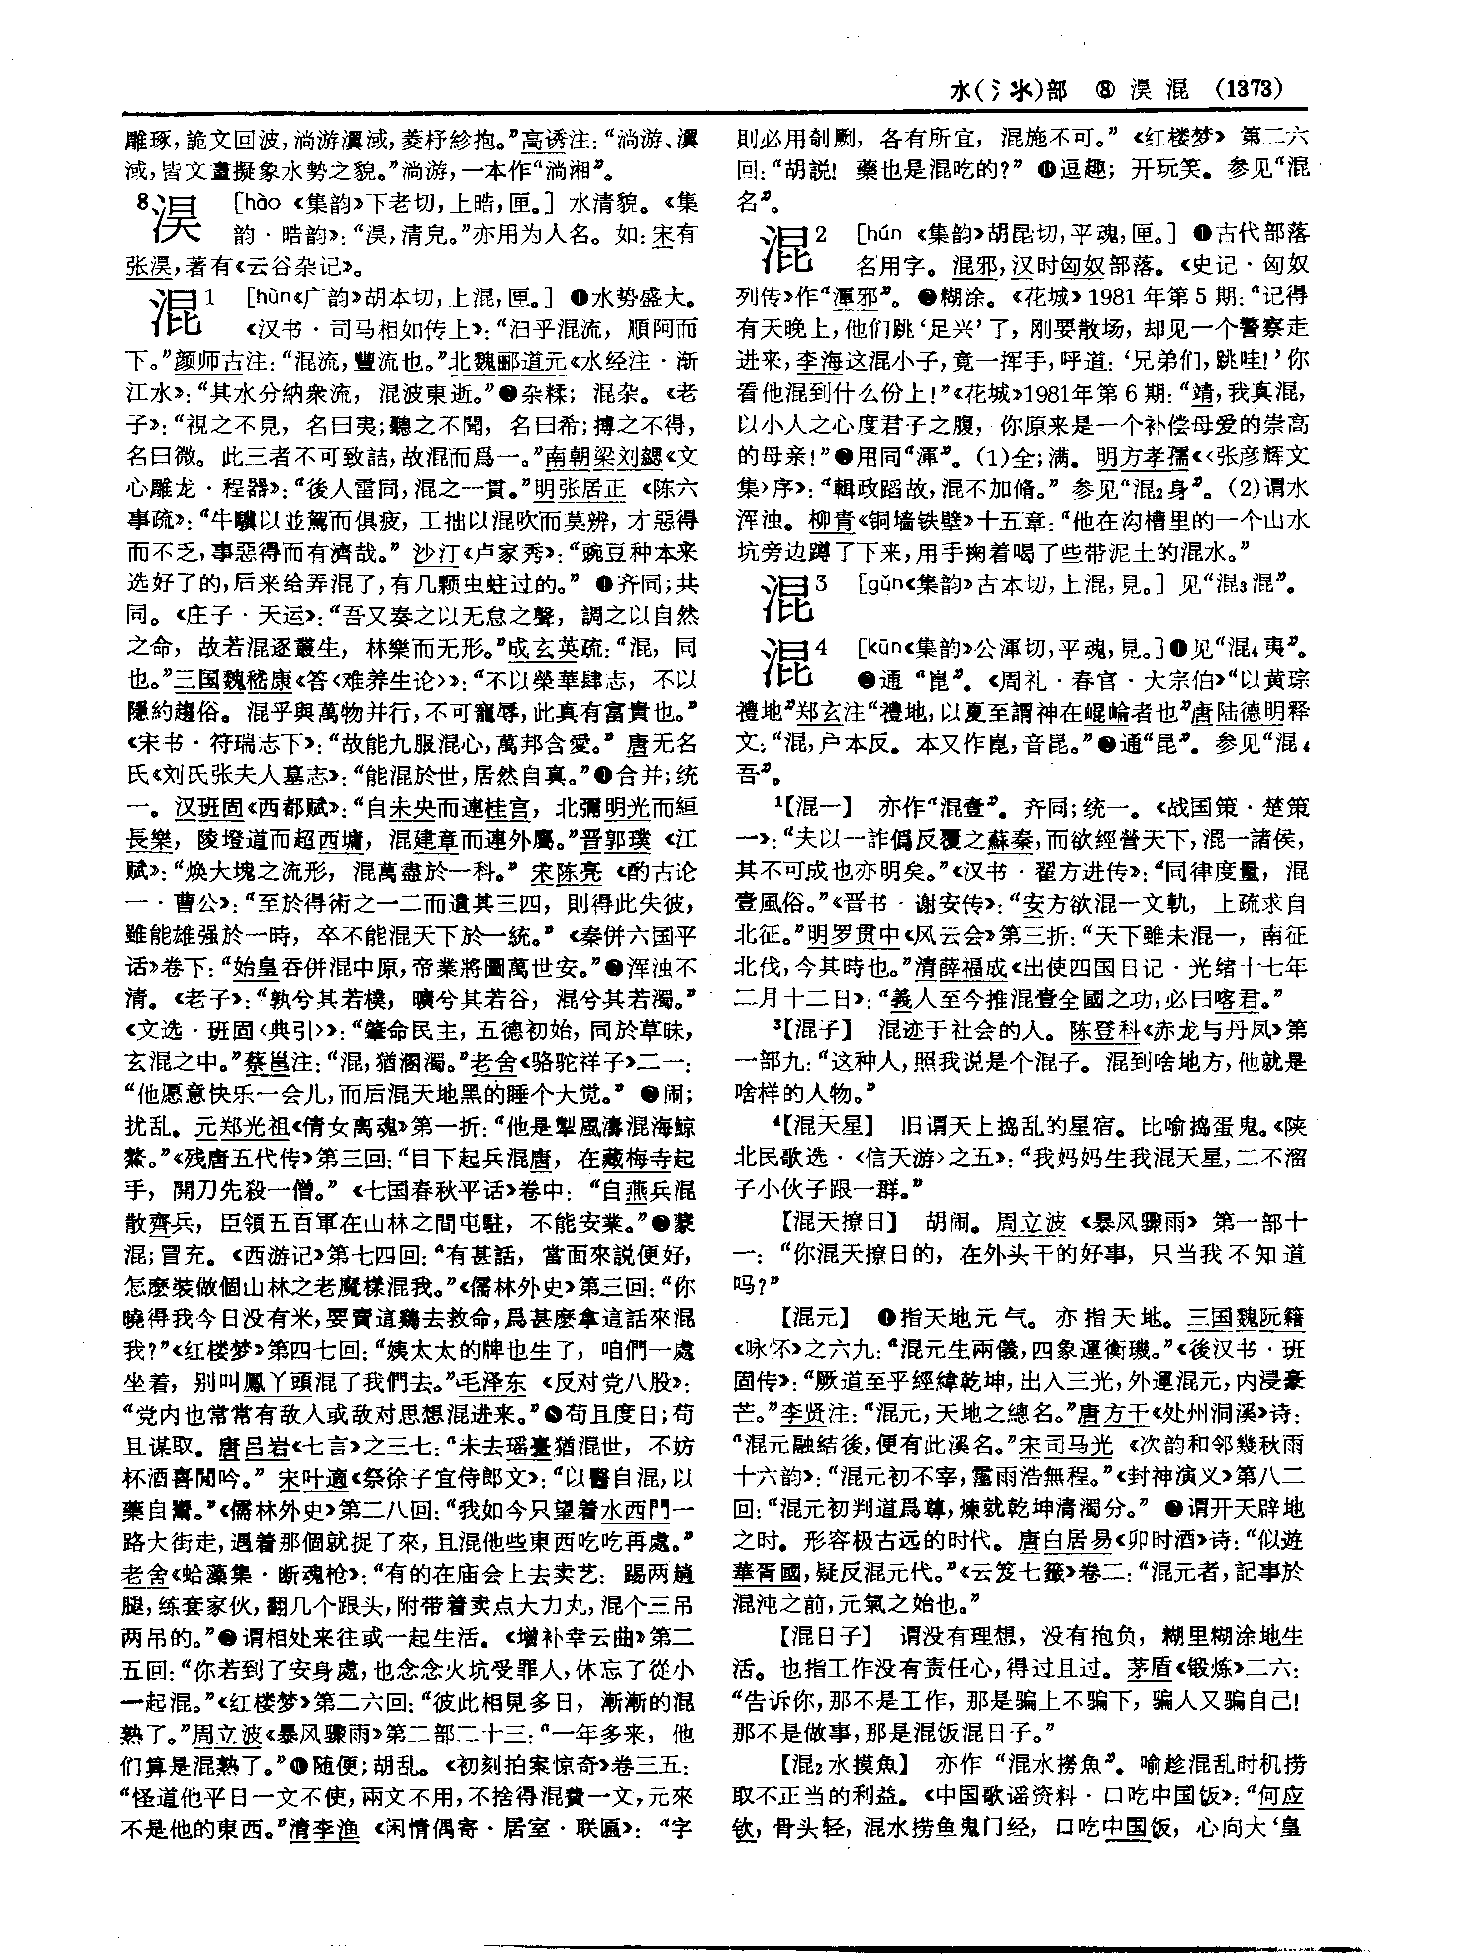 水(氵氺)部 ⑧ 淏 混 (1373)
雕琢,詭文回波,淌游瀷淢,菱杼紾抱。”高诱注:“淌游、瀷
淢,皆文畫擬象水勢之貌。”淌游,一本作“淌湘”。
8淏 [hào《集韵》下老切,上晧,匣。] 水清貌。《集
韵·晧韵》:“淏,清皃。”亦用为人名。如:宋有
张淏,著有《云谷杂记》。
混1 [hùn《广韵》胡本切,上混,匣。] ❶水势盛大。
《汉书·司马相如传上》:“汩乎混流,順阿而
下。”颜师古注:“混流,豐流也。”北魏郦道元《水经注·渐
江水》:“其水分納衆流,混波東逝。”❷杂糅;混杂。《老
子》:“視之不見,名曰夷;聽之不聞,名曰希;搏之不得,
名曰微。此三者不可致詰,故混而爲一。”南朝梁刘勰《文
心雕龙·程器》:“後人雷同,混之一貫。”明张居正《陈六
事疏》:“牛驥以並駕而俱疲,工拙以混吹而莫辨,才惡得
而不乏,事惡得而有濟哉。”沙汀《卢家秀》:“豌豆种本来
选好了的,后来给弄混了,有几颗虫蛀过的。”❸齐同;共
同。《庄子·天运》:“吾又奏之以无怠之聲,調之以自然
之命,故若混逐叢生,林樂而无形。”成玄英疏:“混,同
也。”三国魏嵇康《答〈难养生论〉》:“不以榮華肆志,不以
隱約趨俗。混乎與萬物并行,不可寵辱,此真有富貴也。”
《宋书·符瑞志下》:“故能九服混心,萬邦含愛。”唐无名
氏《刘氏张夫人墓志》:“能混於世,居然自真。”❹合并;统
一。汉班固《西都赋》:“自未央而連桂宫,北彌明光而絙
長樂,陵墱道而超西墉,混建章而連外屬。”晋郭璞《江
赋》:“焕大塊之流形,混萬盡於一科。”宋陈亮《酌古论
一·曹公》:“至於得術之一二而遺其三四,則得此失彼,
雖能雄强於一時,卒不能混天下於一統。”《秦併六国平
话》卷下:“始皇吞併混中原,帝業將圖萬世安。”❺浑浊不
清。《老子》:“孰兮其若樸,曠兮其若谷,混兮其若濁。”
《文选·班固〈典引〉》:“肇命民主,五德初始,同於草昧,
玄混之中。”蔡邕注:“混,猶溷濁。”老舍《骆驼祥子》二一:
“他愿意快乐一会儿,而后混天地黑的睡个大觉。”❻闹;
扰乱。元郑光祖《倩女离魂》第一折:“他是掣風濤混海鯨
鰲。”《残唐五代传》第三回:“目下起兵混唐,在藏梅寺起
手,開刀先殺一僧。”《七国春秋平话》卷中:“自燕兵混
散齊兵,臣領五百軍在山林之間屯駐,不能安業。”❼蒙
混;冒充。《西游记》第七四回:“有甚話,當面來説便好,
怎麽裝做個山林之老魔樣混我。”《儒林外史》第三回:“你
曉得我今日没有米,要賣這鷄去救命,爲甚麽拿這話來混
我?”《红楼梦》第四七回:“姨太太的牌也生了,咱們一處
坐着,别叫鳳丫頭混了我們去。”毛泽东《反对党八股》:
“党内也常常有敌人或敌对思想混进来。”❽苟且度日;苟
且谋取。唐吕岩《七言》之三七:“未去瑶臺猶混世,不妨
杯酒喜閒吟。”宋叶適《祭徐子宜侍郎文》:“以醫自混,以
藥自鬻。”《儒林外史》第二八回:“我如今只望着水西門一
路大街走,遇着那個就捉了來,且混他些東西吃吃再處。”
老舍《蛤藻集·断魂枪》:“有的在庙会上去卖艺:踢两趟
腿,练套家伙,翻几个跟头,附带着卖点大力丸,混个三吊
两吊的。”❾谓相处来往或一起生活。《增补幸云曲》第二
五回:“你若到了安身處,也念念火坑受罪人,休忘了從小
一起混。”《红楼梦》第二六回:“彼此相見多日,漸漸的混
熟了。”周立波《暴风骤雨》第二部二十三:“一年多来,他
们算是混熟了。”❿随便;胡乱。《初刻拍案惊奇》卷三五:
“怪道他平日一文不使,兩文不用,不捨得混費一文,元來
不是他的東西。”清李渔《闲情偶寄·居室·联匾》:“字
則必用剞劂,各有所宜,混施不可。”《红楼梦》第二六
回:“胡説!藥也是混吃的?”⓫逗趣;开玩笑。参见“混
名”。
混2 [hún《集韵》胡昆切,平魂,匣。] ❶古代部落
名用字。混邪,汉时匈奴部落。《史记·匈奴
列传》作“渾邪”。❷糊涂。《花城》1981年第5期:“记得
有天晚上,他们跳‘足兴’了,刚要散场,却见一个警察走
进来,李海这混小子,竟一挥手,呼道:‘兄弟们,跳哇!’你
看他混到什么份上!”《花城》1981年第6期:“靖,我真混,
以小人之心度君子之腹,你原来是一个补偿母爱的崇高
的母亲!”❸用同“渾”。(1)全;满。明方孝孺《〈张彦辉文
集〉序》:“輯政蹈故,混不加脩。”参见“混2身”。(2)谓水
浑浊。柳青《铜墙铁壁》十五章:“他在沟槽里的一个山水
坑旁边蹲了下来,用手掬着喝了些带泥土的混水。”
混3 [gǔn《集韵》古本切,上混,見。] 见“混3混”。
混4 [kūn《集韵》公渾切,平魂,見。]❶见“混4夷”。
❷通“崑”。《周礼·春官·大宗伯》“以黄琮
禮地”郑玄注“禮地,以夏至謂神在崐崘者也”唐陆德明释
文:“混,户本反。本又作崑,音昆。”❸通“昆”。参见“混4
吾”。
1【混一】 亦作“混壹”。齐同;统一。《战国策·楚策
一》:“夫以一詐僞反覆之蘇秦,而欲經營天下,混一諸侯,
其不可成也亦明矣。”《汉书·翟方进传》:“同律度量,混
壹風俗。”《晋书·谢安传》:“安方欲混一文軌,上疏求自
北征。”明罗贯中《风云会》第三折:“天下雖未混一,南征
北伐,今其時也。”清薛福成《出使四国日记·光绪十七年
二月十二日》:“義人至今推混壹全國之功,必曰喀君。”
3【混子】 混迹于社会的人。陈登科《赤龙与丹凤》第
一部九:“这种人,照我说是个混子。混到啥地方,他就是
啥样的人物。”
4【混天星】 旧谓天上捣乱的星宿。比喻捣蛋鬼。《陕
北民歌选·〈信天游〉之五》:“我妈妈生我混天星,二不溜
子小伙子跟一群。”
【混天撩日】 胡闹。周立波《暴风骤雨》第一部十
一:“你混天撩日的,在外头干的好事,只当我不知道
吗?”
【混元】 ❶指天地元气。亦指天地。三国魏阮籍
《咏怀》之六九:“混元生兩儀,四象運衡璣。”《後汉书·班
固传》:“厥道至乎經緯乾坤,出入三光,外運混元,内浸豪
芒。”李贤注:“混元,天地之總名。”唐方干《处州洞溪》诗:
“混元融結後,便有此溪名。”宋司马光《次韵和邻幾秋雨
十六韵》:“混元初不宰,霪雨浩無程。”《封神演义》第八二
回:“混元初判道爲尊,煉就乾坤清濁分。”❷谓开天辟地
之时。形容极古远的时代。唐白居易《卯时酒》诗:“似遊
華胥國,疑反混元代。”《云笈七籤》卷二:“混元者,記事於
混沌之前,元氣之始也。”
【混日子】 谓没有理想,没有抱负,糊里糊涂地生
活。也指工作没有责任心,得过且过。茅盾《锻炼》二六:
“告诉你,那不是工作,那是骗上不骗下,骗人又骗自己!
那不是做事,那是混饭混日子。”
【混2水摸魚】 亦作“混水撈魚”。喻趁混乱时机捞
取不正当的利益。《中国歌谣资料·口吃中国饭》:“何应
钦,骨头轻,混水捞鱼鬼门经,口吃中国饭,心向大‘皇